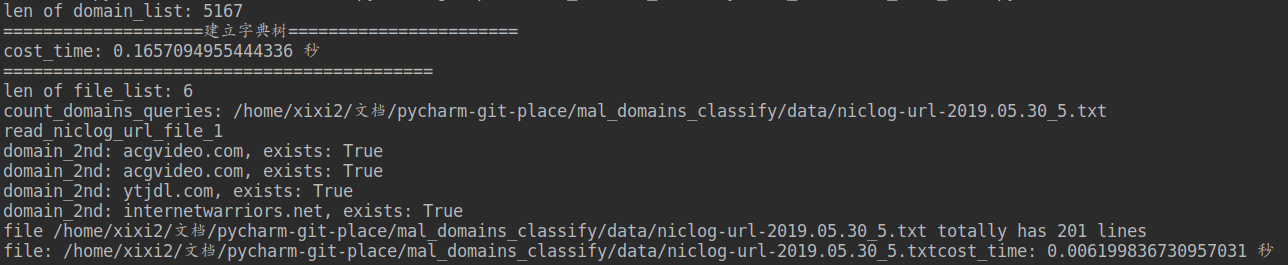 len of domain_list: 5167
====================建立字典树=======================
cost_time: 0.1657094955444336 秒
===========================================
len of file_list: 6
count_domains_queries: /home/xixi2/文档/pycharm-git-place/mal_domains_classify/data/niclog-url-2019.05.30_5.txt
read_niclog_url_file_1
domain_2nd: acgvideo.com, exists: True
domain_2nd: acgvideo.com, exists: True
domain_2nd: ytjdl.com, exists: True
domain_2nd: internetwarriors.net, exists: True
file /home/xixi2/文档/pycharm-git-place/mal_domains_classify/data/niclog-url-2019.05.30_5.txt totally has 201 lines
file: /home/xixi2/文档/pycharm-git-place/mal_domains_classify/data/niclog-url-2019.05.30_5.txtcost_time: 0.006199836730957031 秒